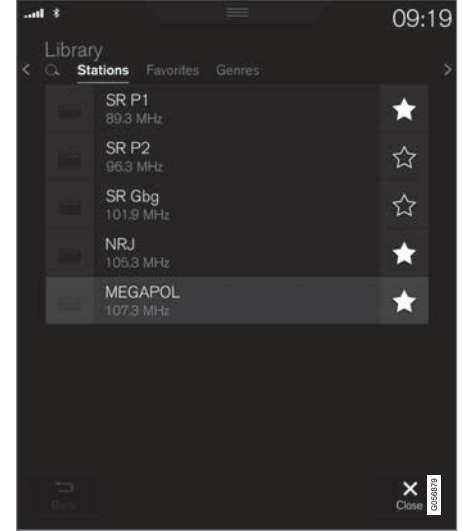 09:19
Library
Stations Favorites Genres
SR P1
89.3 MHz
SR P2
96.3 MHz
SR Gbg
101.9 MHz
NRJ
105.3 MHz
MEGAPOL
107.3 MHz
Back
Close
G056879